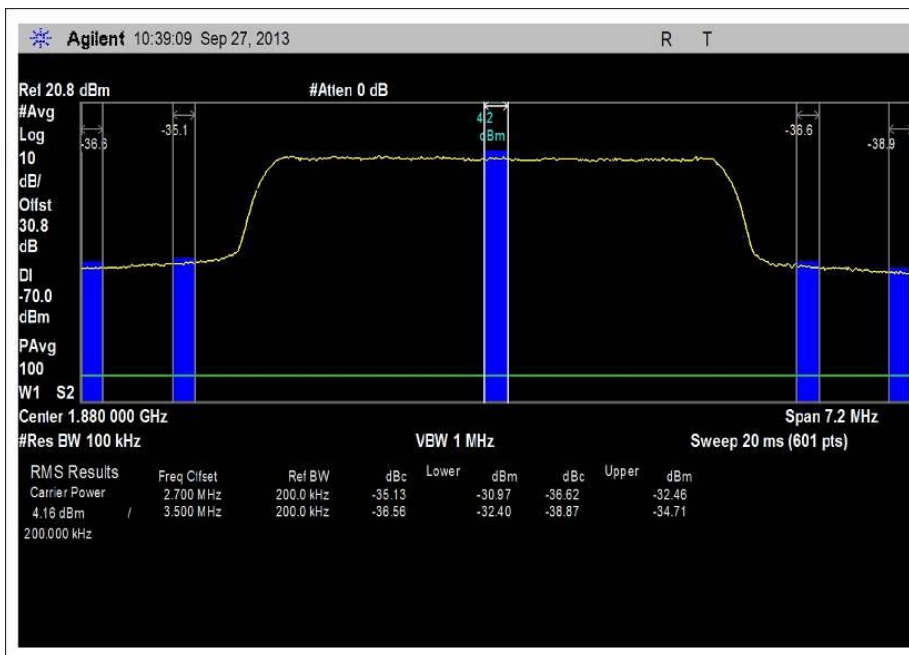 Agilent 10:39:09 Sep 27, 2013 R T
Ref 20.8 dBm #Atten 0 dB
#Avg
Log
10
dB/
Offst
30.8
dB
DI
-70.0
dBm
PAvg
100
W1 S2
-36.6
-35.1
4.2
dBm
-36.6
-38.9
Center 1.880 000 GHz Span 7.2 MHz
#Res BW 100 kHz VBW 1 MHz Sweep 20 ms (601 pts)
RMS Results Freq Offset Ref BW dBc Lower dBm dBc Upper dBm
Carrier Power 2.700 MHz 200.0 kHz -35.13 -30.97 -36.62 -32.46
4.16 dBm / 3.500 MHz 200.0 kHz -36.56 -32.40 -38.87 -34.71
200.000 kHz